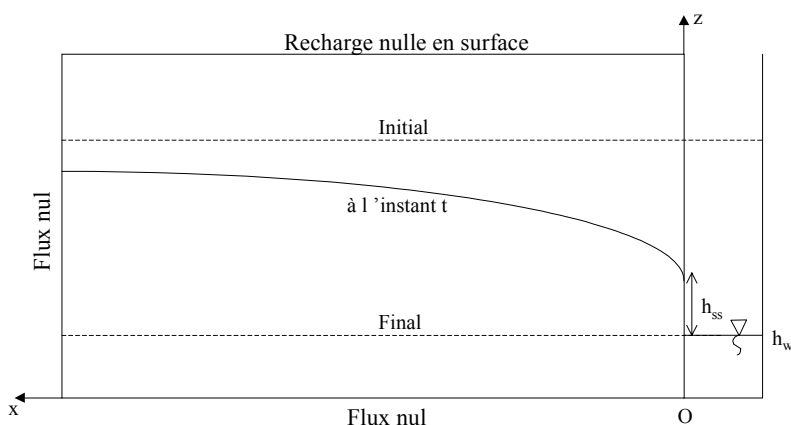 z
Recharge nulle en surface
Initial
à l ’instant t
Flux nul
h_ss
Final
h_w
x
Flux nul
O